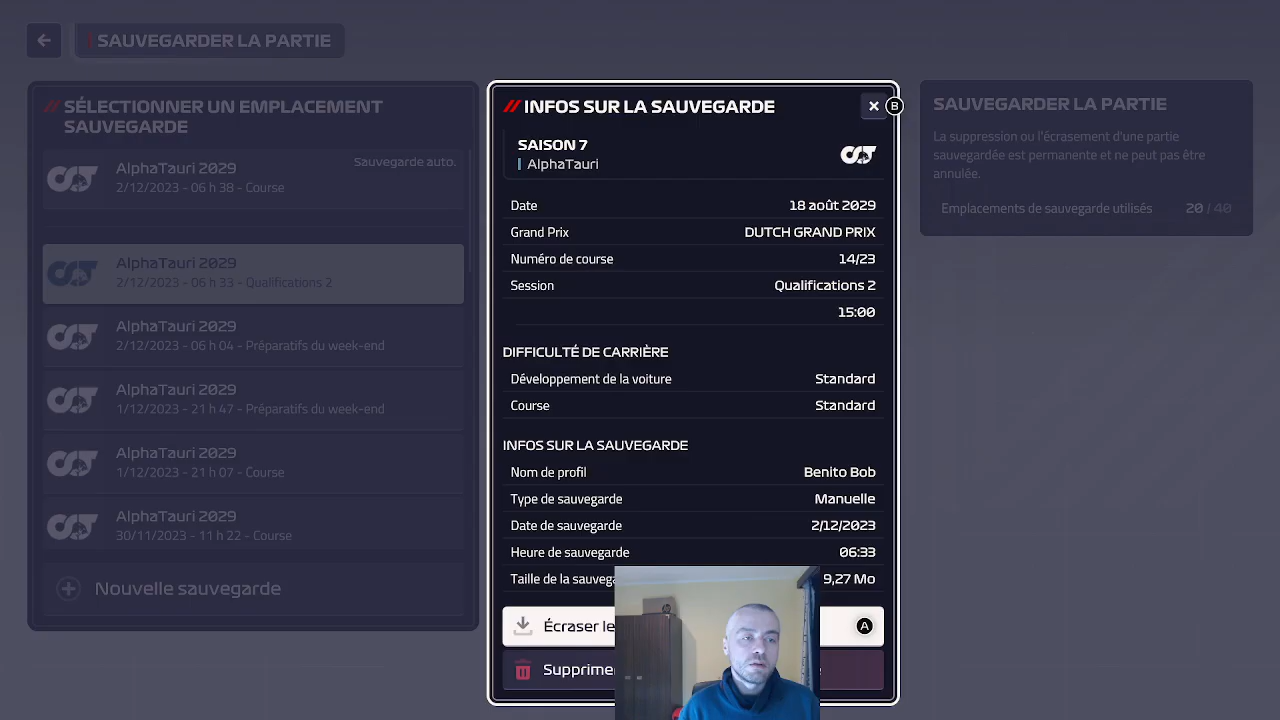 SAUVEGARDER LA PARTIE
SÉLECTIONNER UN EMPLACEMENT
SAUVEGARDE
AlphaTauri 2029
Sauvegarde auto.
2/12/2023 - 06 h 38 - Course
AlphaTauri 2029
2/12/2023 - 06 h 33 - Qualifications 2
AlphaTauri 2029
2/12/2023 - 06 h 04 - Préparatifs du week-end
AlphaTauri 2029
1/12/2023 - 21 h 47 - Préparatifs du week-end
AlphaTauri 2029
1/12/2023 - 21 h 07 - Course
AlphaTauri 2029
30/11/2023 - 11 h 22 - Course
Nouvelle sauvegarde
INFOS SUR LA SAUVEGARDE
B
SAISON 7
AlphaTauri
Date 18 août 2029
Grand Prix DUTCH GRAND PRIX
Numéro de course 14/23
Session Qualifications 2
15:00
DIFFICULTÉ DE CARRIÈRE
Développement de la voiture Standard
Course Standard
INFOS SUR LA SAUVEGARDE
Nom de profil Benito Bob
Type de sauvegarde Manuelle
Date de sauvegarde 2/12/2023
Heure de sauvegarde 06:33
Taille de la 9,27 Mo
Écraser A
SAUVEGARDER LA PARTIE
La suppression ou l'écrasement d'une partie
sauvegardée est permanente et ne peut pas être
annulée.
Emplacements de sauvegarde utilisés 20 / 40